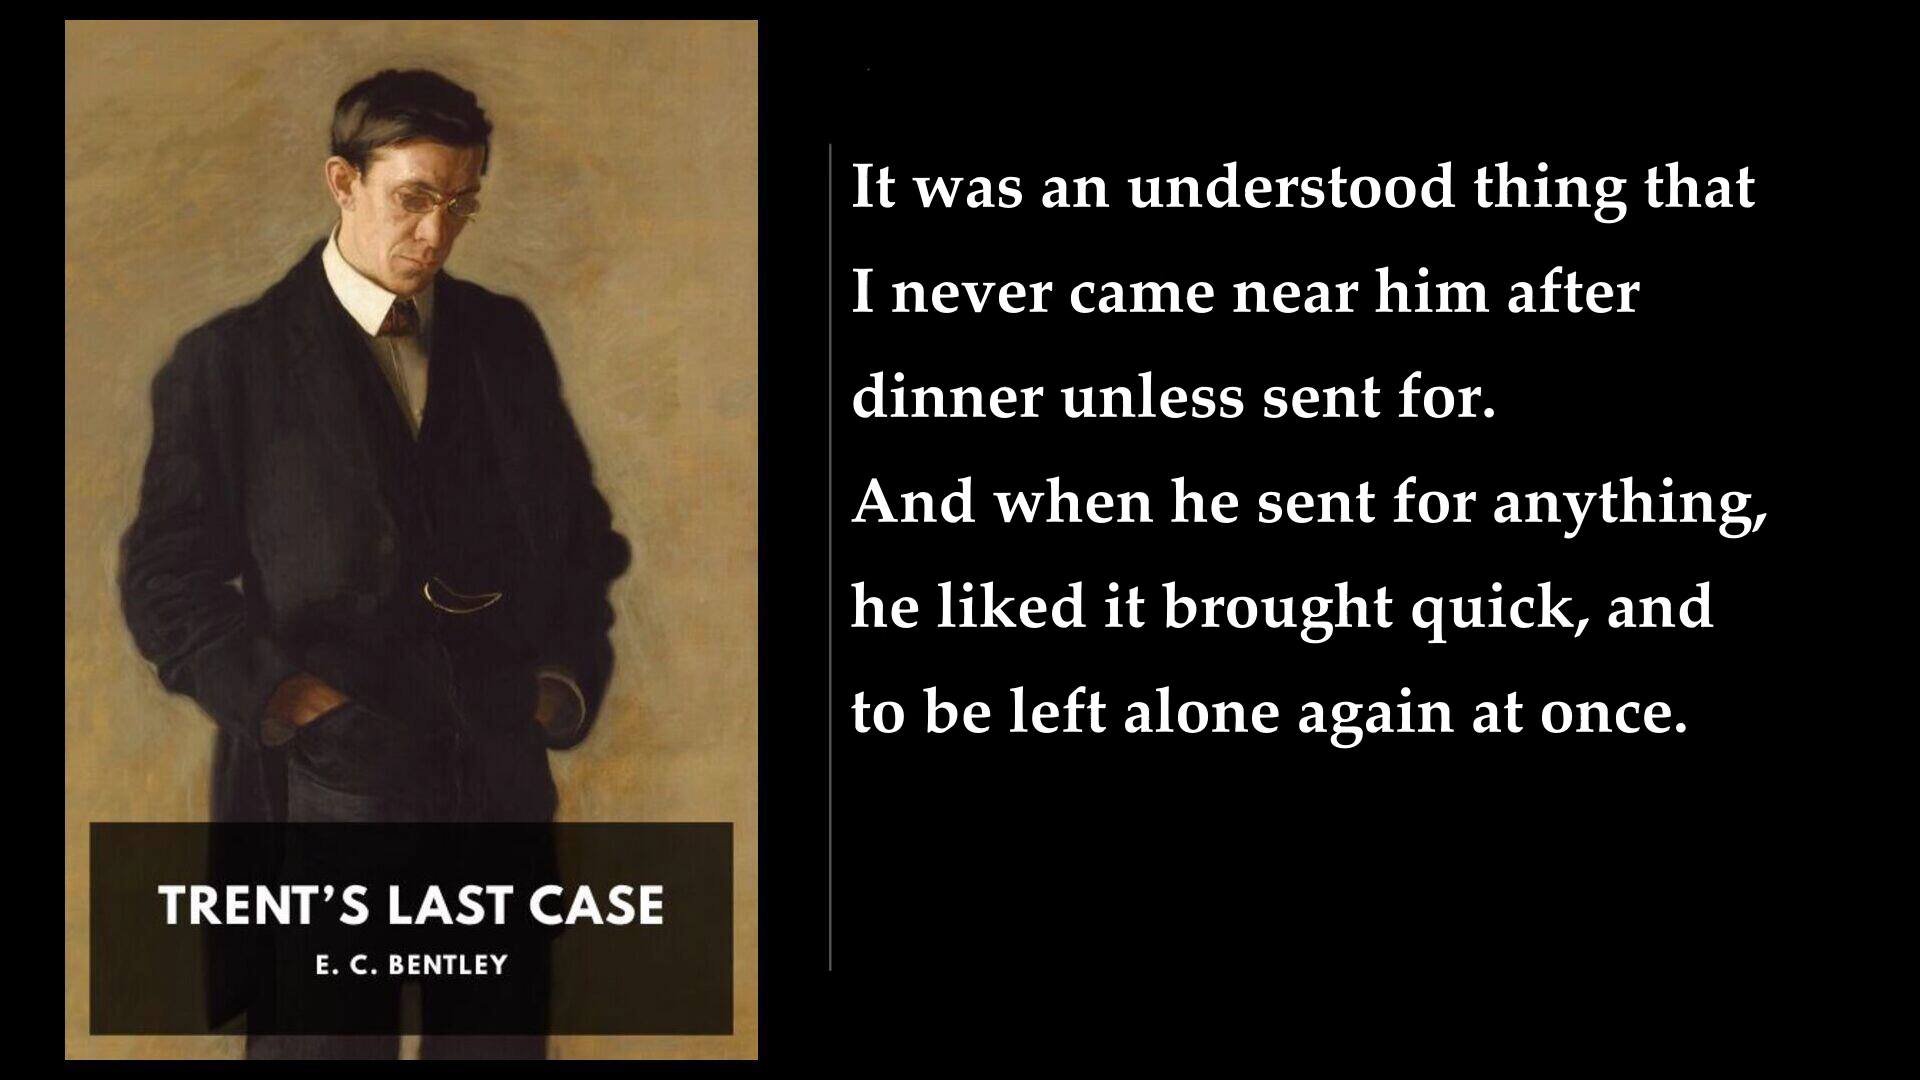 It was an understood thing that
I never came near him after
dinner unless sent for.
And when he sent for anything,
he liked it brought quick, and
to be left alone again at once.
TRENT’S LAST CASE
E. C. BENTLEY